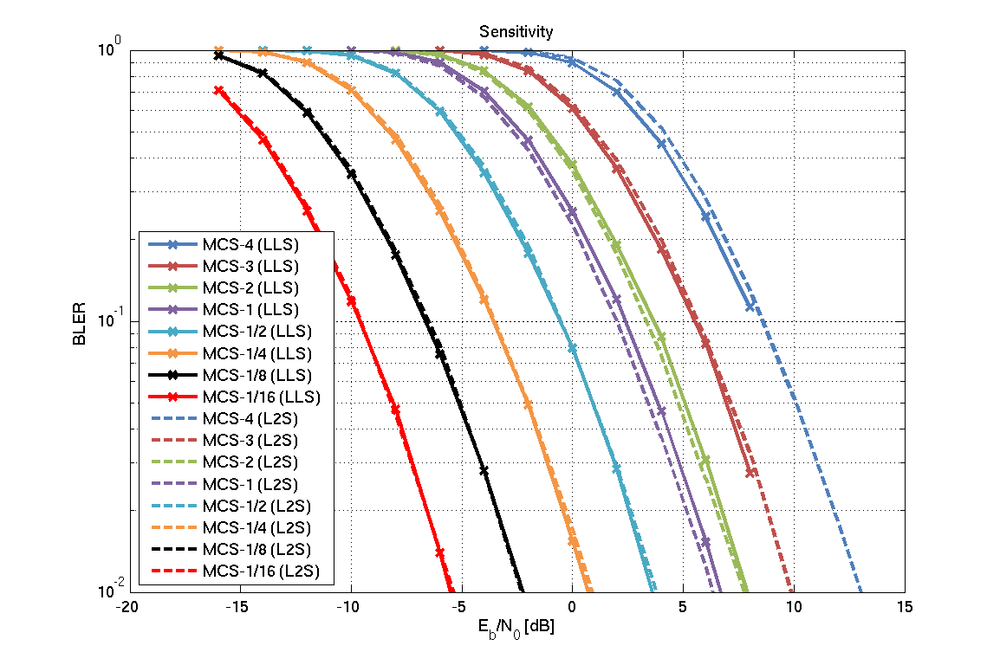 Sensitivity
10^0
10^-1
10^-2
BLER
MCS-4 (LLS)
MCS-3 (LLS)
MCS-2 (LLS)
MCS-1 (LLS)
MCS-1/2 (LLS)
MCS-1/4 (LLS)
MCS-1/8 (LLS)
MCS-1/16 (LLS)
MCS-4 (L2S)
MCS-3 (L2S)
MCS-2 (L2S)
MCS-1 (L2S)
MCS-1/2 (L2S)
MCS-1/4 (L2S)
MCS-1/8 (L2S)
MCS-1/16 (L2S)
-20 -15 -10 -5 0 5 10 15
E_b/N_0 [dB]